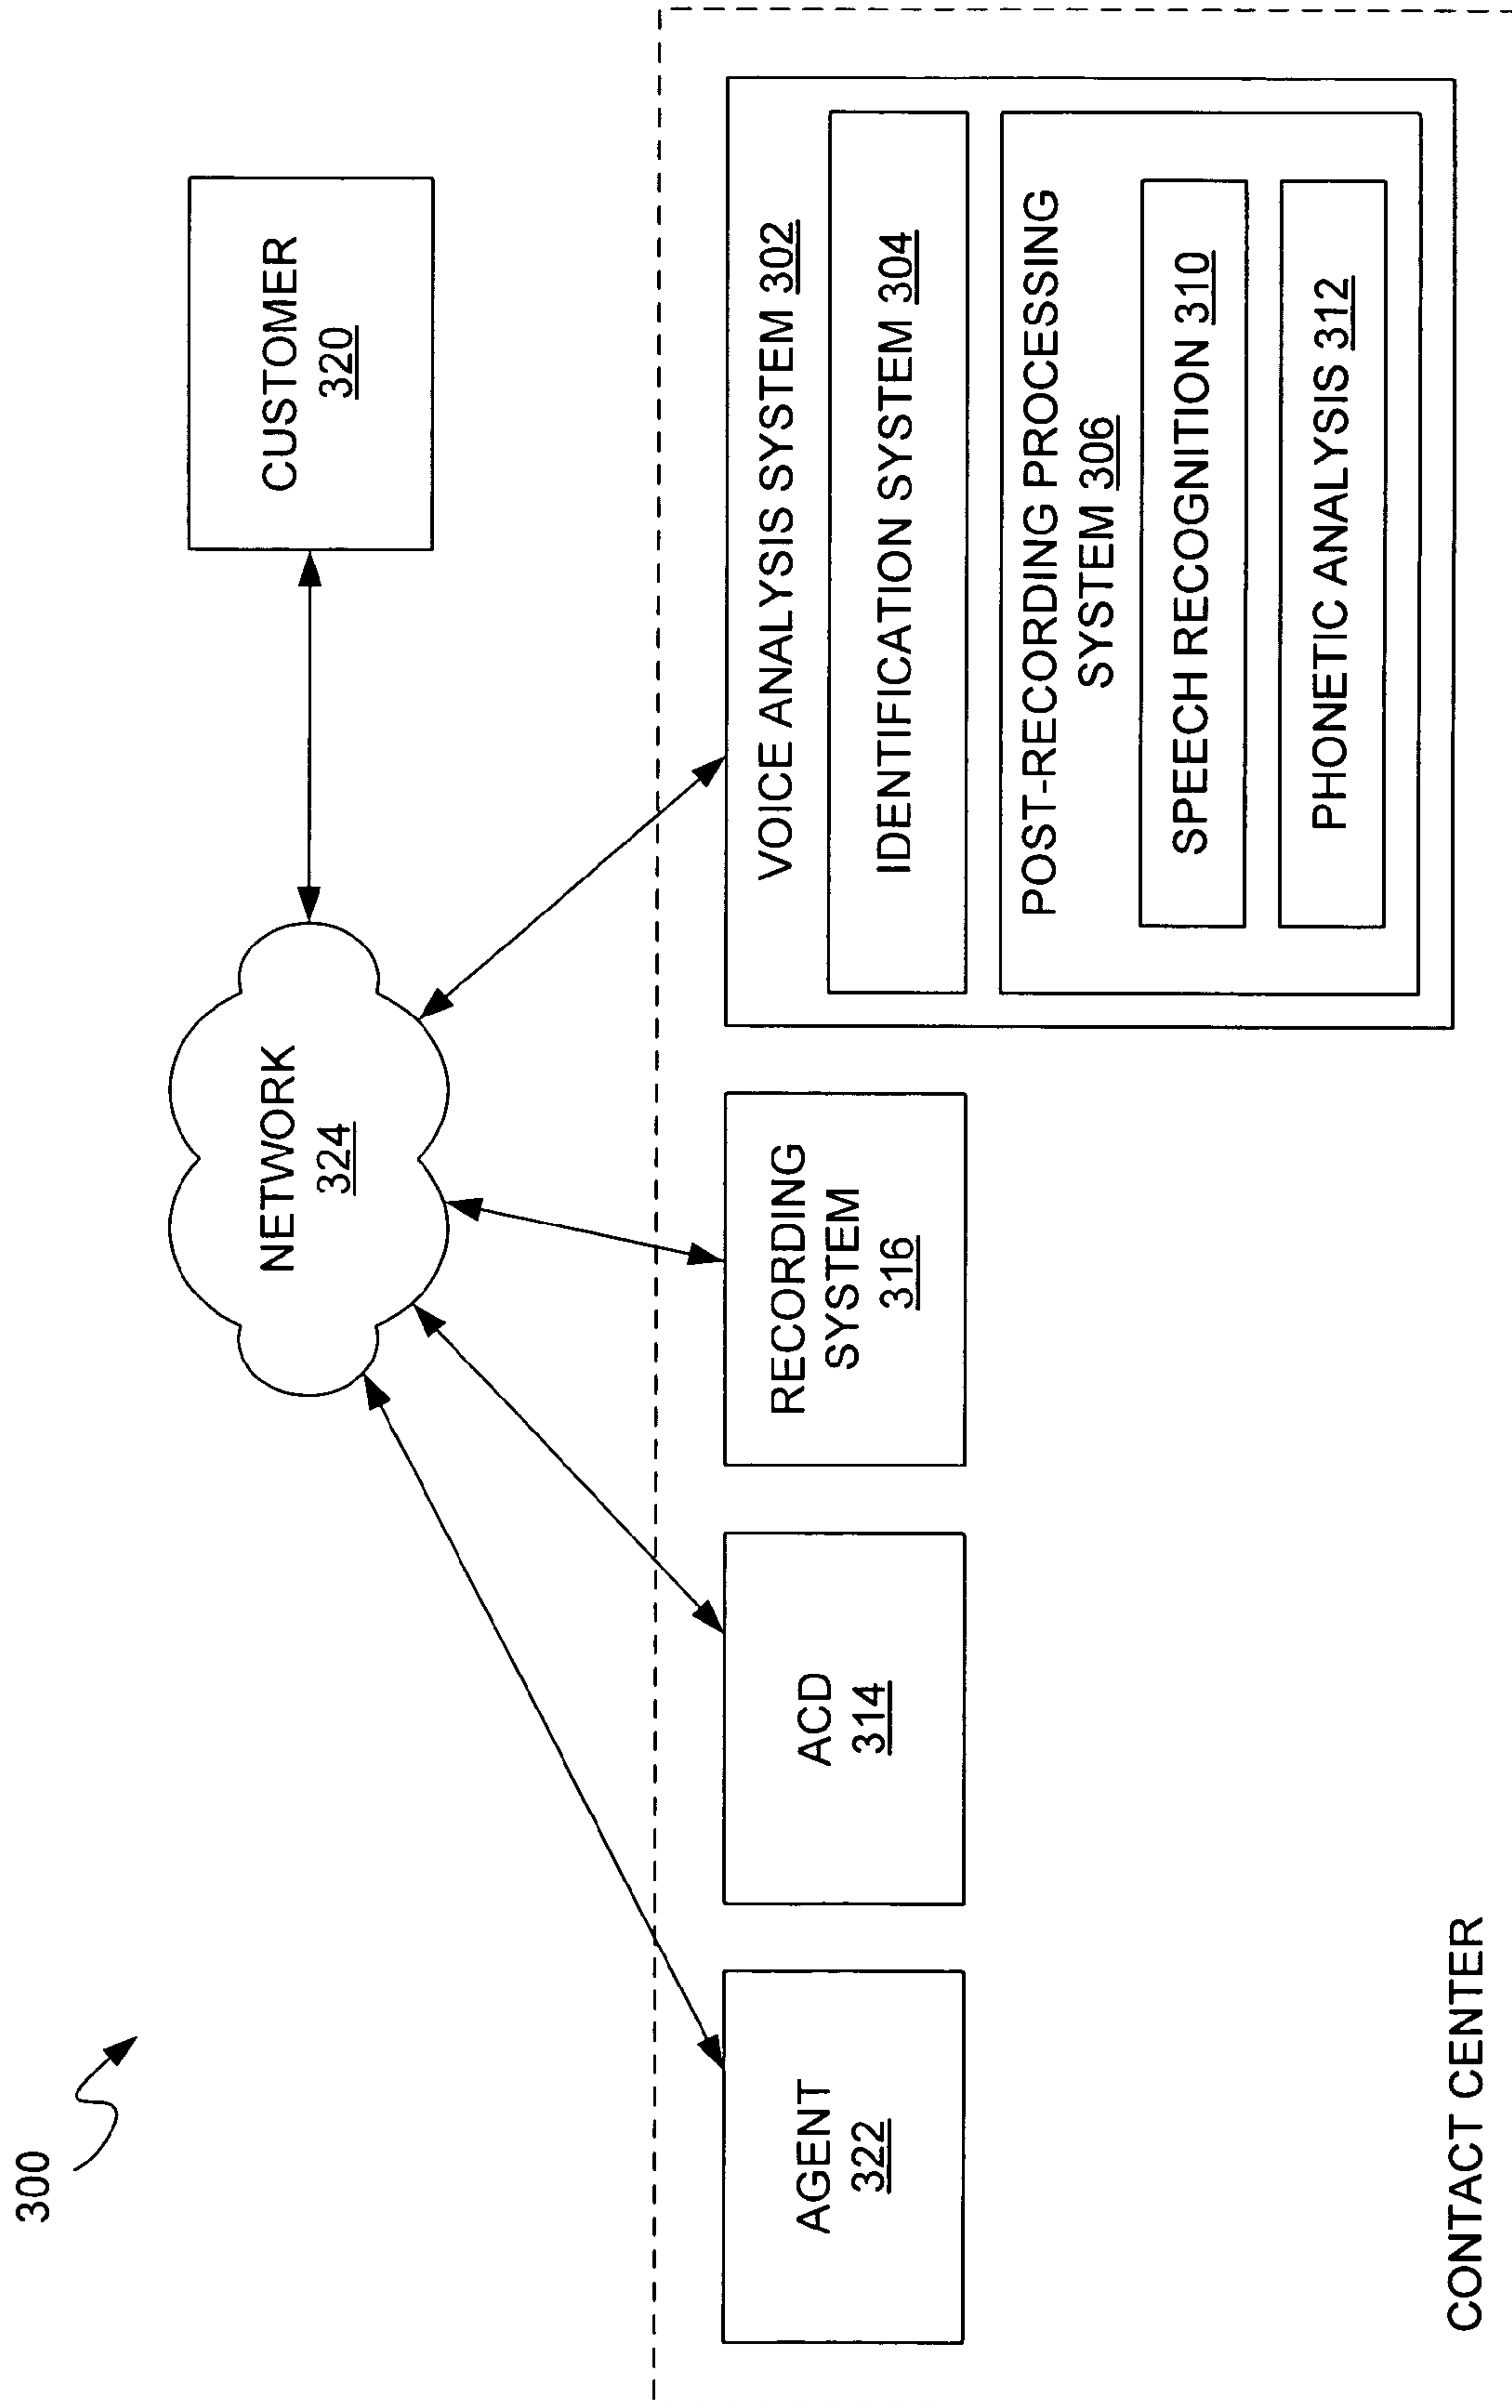 300
NETWORK
324
CUSTOMER
320
AGENT
322
ACD
314
RECORDING
SYSTEM
316
VOICE ANALYSIS SYSTEM 302
IDENTIFICATION SYSTEM 304
POST-RECORDING PROCESSING
SYSTEM 306
SPEECH RECOGNITION 310
PHONETIC ANALYSIS 312
CONTACT CENTER